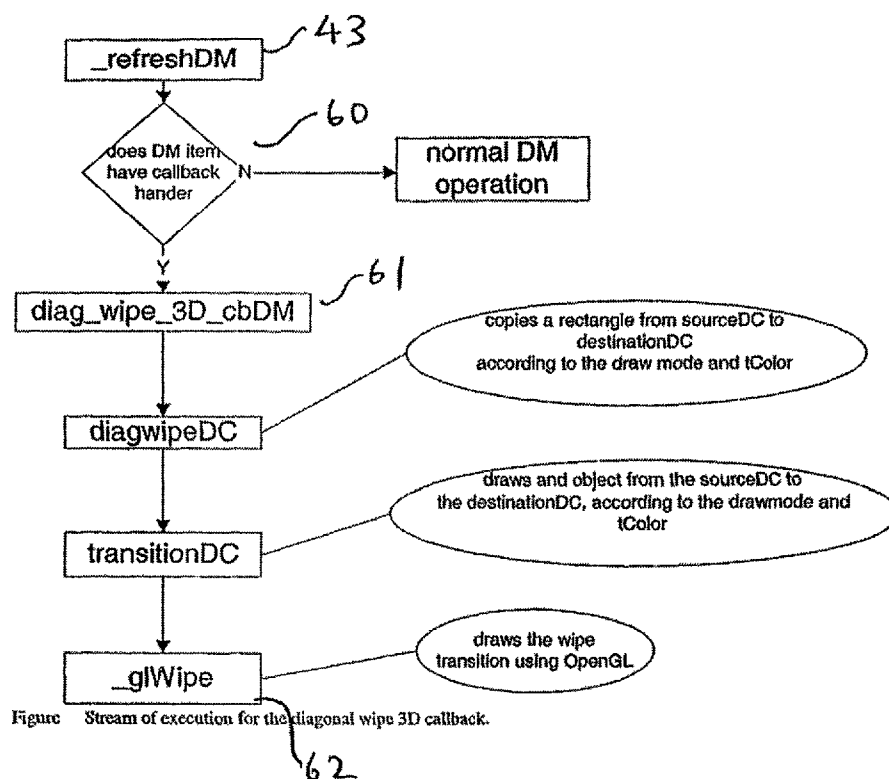 43
_refreshDM
60
does DM item
have callback
hander
N
normal DM
operation
Y
61
diag_wipe_3D_cbDM
copies a rectangle from sourceDC to
destinationDC
according to the draw mode and tColor
diagwipeDC
draws and object from the sourceDC to
the destinationDC, according to the drawmode and
tColor
transitionDC
draws the wipe
transition using OpenGL
_glWipe
Figure Stream of execution for the diagonal wipe 3D callback.
62